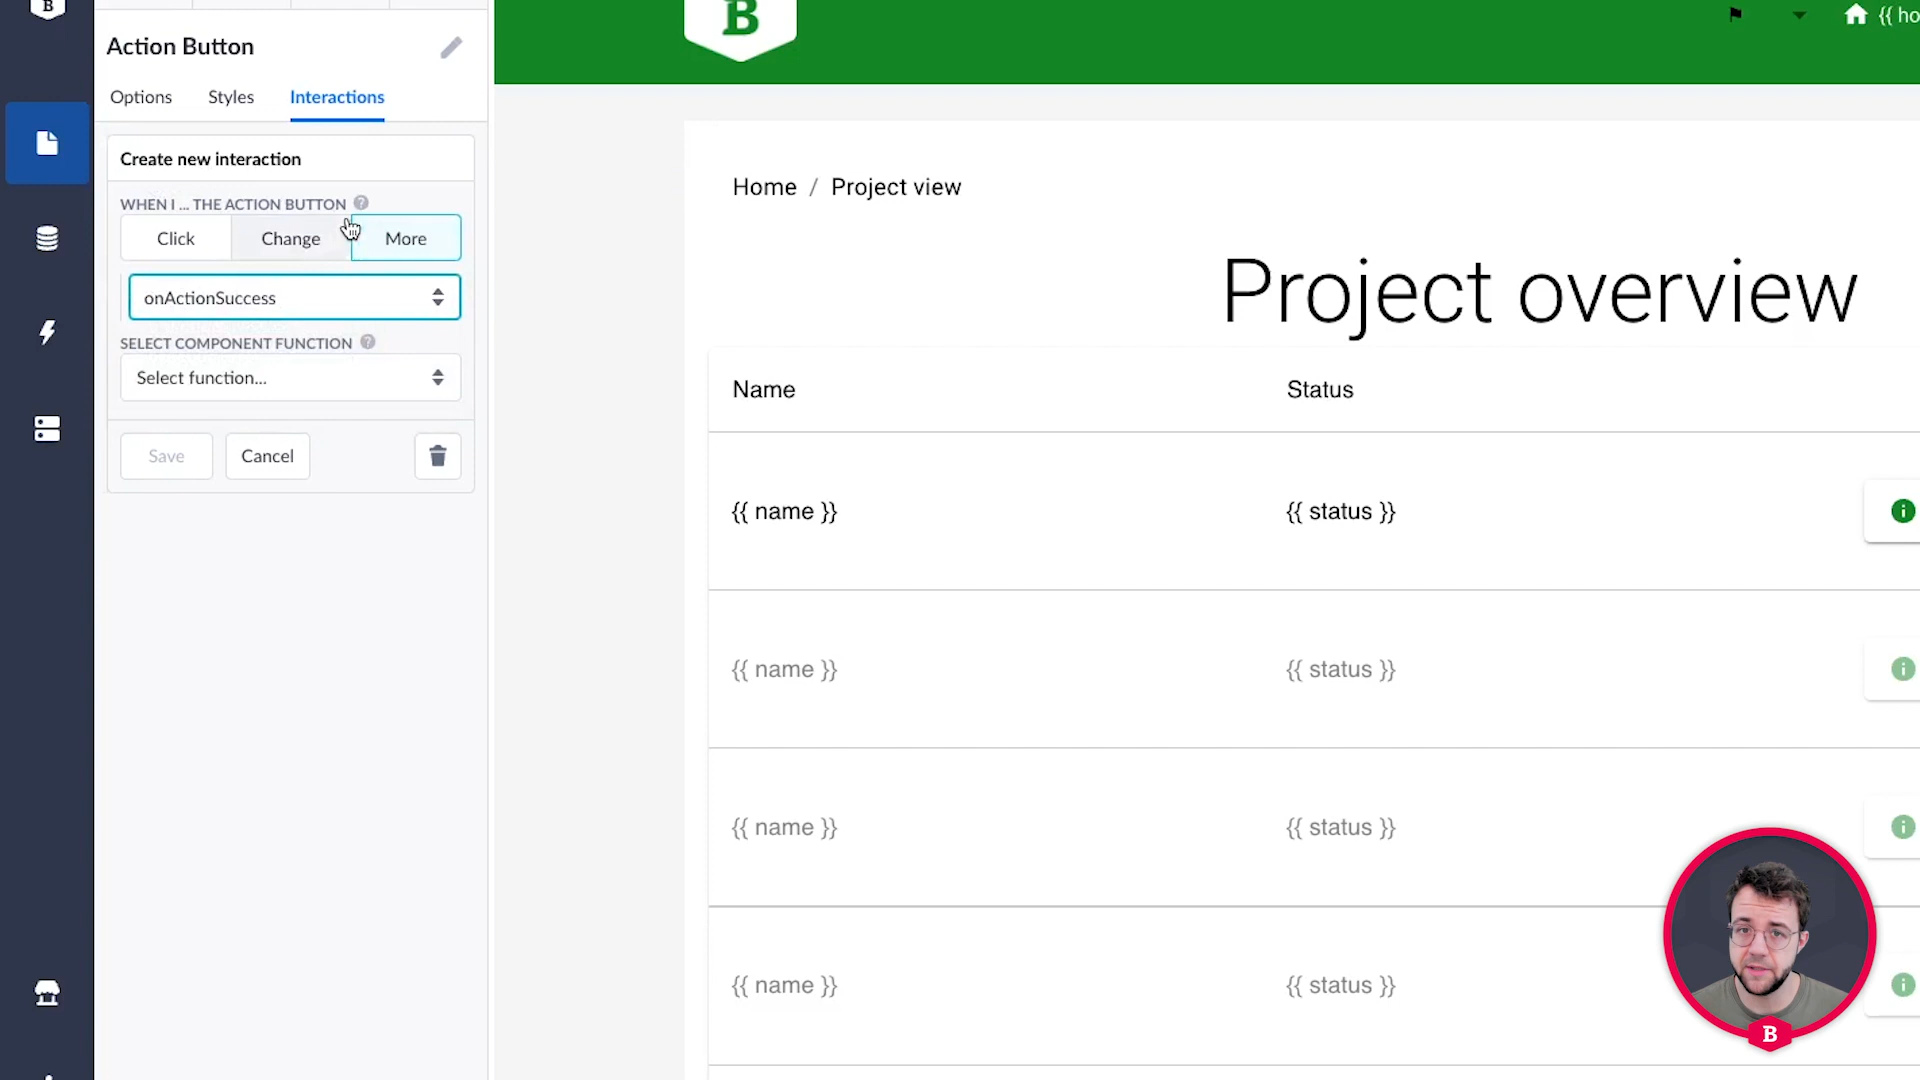 B
B
{{ ho
Action Button
Options Styles Interactions
Create new interaction
WHEN I ... THE ACTION BUTTON ?
Click Change More
onActionSuccess
SELECT COMPONENT FUNCTION ?
Select function...
Save Cancel
Home / Project view
Project overview
Name Status
{{ name }} {{ status }}
{{ name }} {{ status }}
{{ name }} {{ status }}
{{ name }} {{ status }}
B